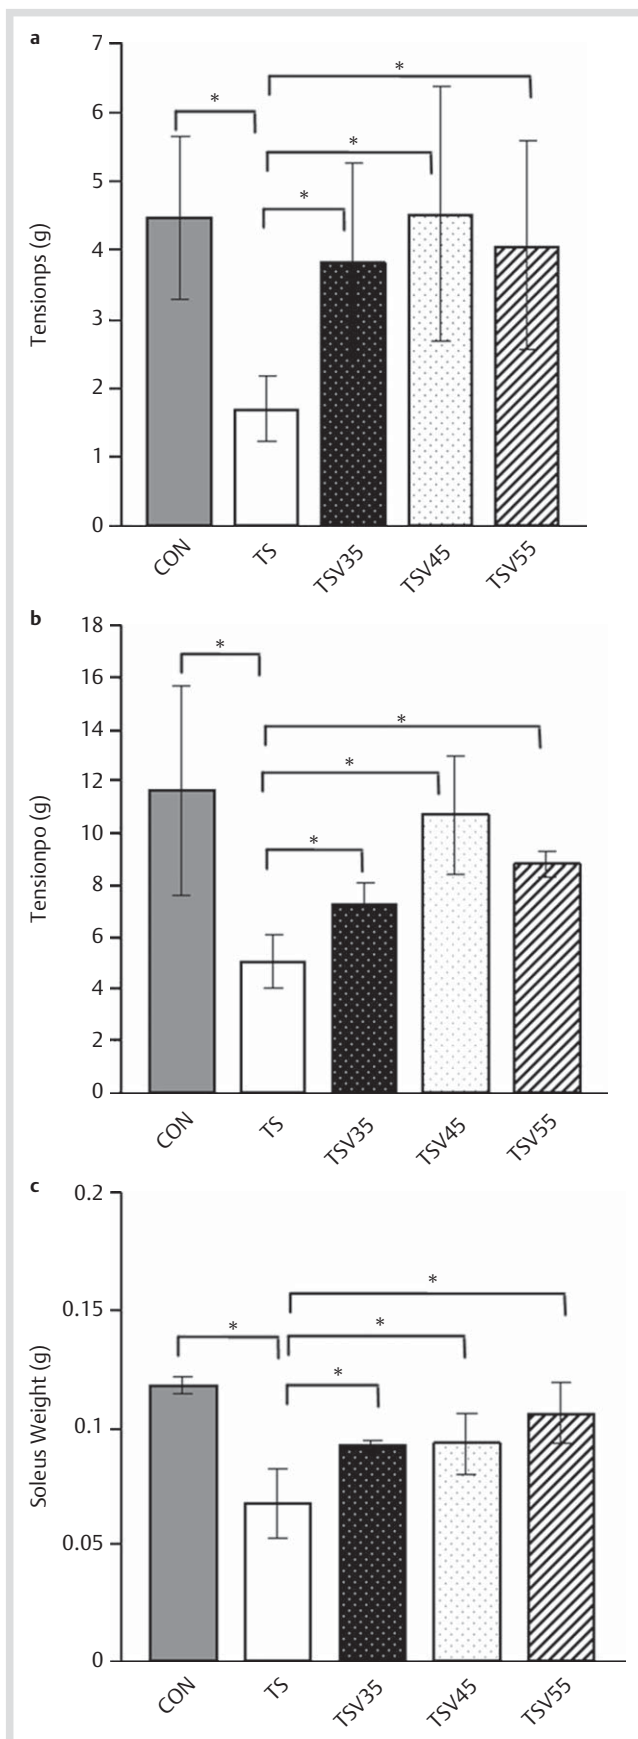 a
7
*
6
*
*
5
*
4
Tensionps (g)
3
2
1
0
CON
TS
TSV35
TSV45
TSV55
b
18
*
16
14
*
*
12
Tensionpo (g)
10
*
8
6
4
2
0
CON
TS
TSV35
TSV45
TSV55
c
0.2
*
0.15
*
*
*
Soleus Weight (g)
0.1
0.05
0
CON
TS
TSV35
TSV45
TSV55